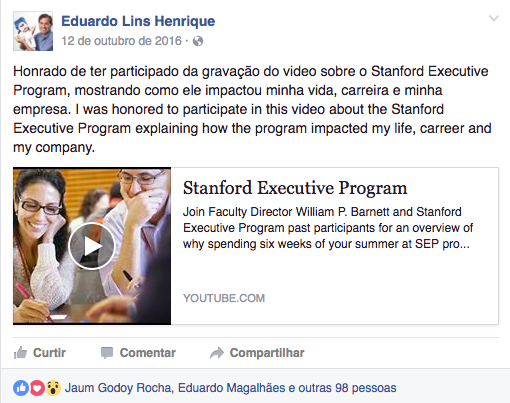 Eduardo Lins Henrique
12 de outubro de 2016 ·
Honrado de ter participado da gravação do video sobre o Stanford Executive
Program, mostrando como ele impactou minha vida, carreira e minha
empresa. I was honored to participate in this video about the Stanford
Executive Program explaining how the program impacted my life, carreer and
my company.
Stanford Executive Program
Join Faculty Director William P. Barnett and Stanford
Executive Program past participants for an overview of
why spending six weeks of your summer at SEP pro...
YOUTUBE.COM
Curtir Comentar Compartilhar
Jaum Godoy Rocha, Eduardo Magalhães e outras 98 pessoas